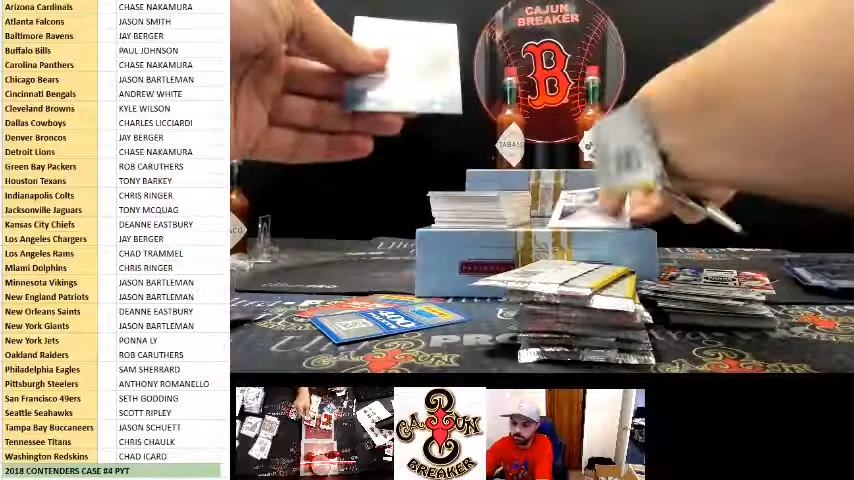 Arizona Cardinals CHASE NAKAMURA
Atlanta Falcons JASON SMITH
Baltimore Ravens JAY BERGER
Buffalo Bills PAUL JOHNSON
Carolina Panthers CHASE NAKAMURA
Chicago Bears JASON BARTLEMAN
Cincinnati Bengals ANDREW WHITE
Cleveland Browns KYLE WILSON
Dallas Cowboys CHARLES LICCIARDI
Denver Broncos JAY BERGER
Detroit Lions CHASE NAKAMURA
Green Bay Packers ROB CARUTHERS
Houston Texans TONY BARKEY
Indianapolis Colts CHRIS RINGER
Jacksonville Jaguars TONY MCQUAG
Kansas City Chiefs DEANNE EASTBURY
Los Angeles Chargers JAY BERGER
Los Angeles Rams CHAD TRAMMEL
Miami Dolphins CHRIS RINGER
Minnesota Vikings JASON BARTLEMAN
New England Patriots JASON BARTLEMAN
New Orleans Saints DEANNE EASTBURY
New York Giants JASON BARTLEMAN
New York Jets PONNA LY
Oakland Raiders ROB CARUTHERS
Philadelphia Eagles SAM SHERRARD
Pittsburgh Steelers ANTHONY ROMANELLO
San Francisco 49ers SETH GODDING
Seattle Seahawks SCOTT RIPLEY
Tampa Bay Buccaneers JASON SCHUETT
Tennessee Titans CHRIS CHAULK
Washington Redskins CHAD ICARD
2018 CONTENDERS CASE #4 PYT
CAJUN
BREAKER
B
TABASCO
400
CAJUN
BREAKER